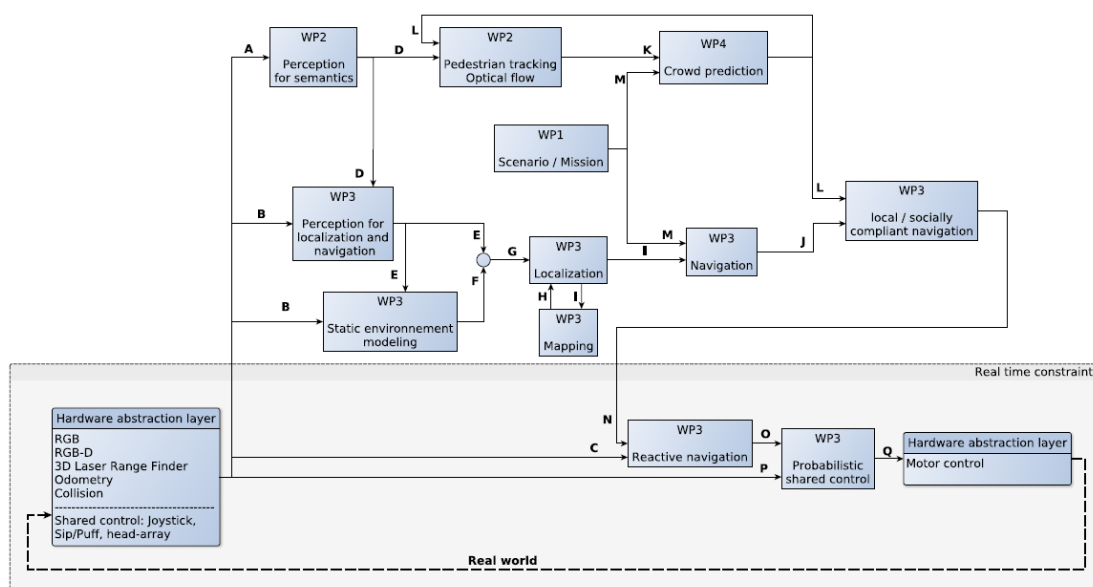 L
A
WP2
Perception
for semantics
D
WP2
Pedestrian tracking
Optical flow
K
WP4
Crowd prediction
M
WP1
Scenario / Mission
D
B
WP3
Perception for
localization and
navigation
E
G
WP3
Localization
I
M
WP3
Navigation
J
L
WP3
local / socially
compliant navigation
E
F
H
I
B
WP3
Static environnement
modeling
WP3
Mapping
Real time constraint
Hardware abstraction layer
RGB
RGB-D
3D Laser Range Finder
Odometry
Collision
Shared control: Joystick,
Sip/Puff, head-array
N
C
WP3
Reactive navigation
O
P
WP3
Probabilistic
shared control
Q
Hardware abstraction layer
Motor control
Real world